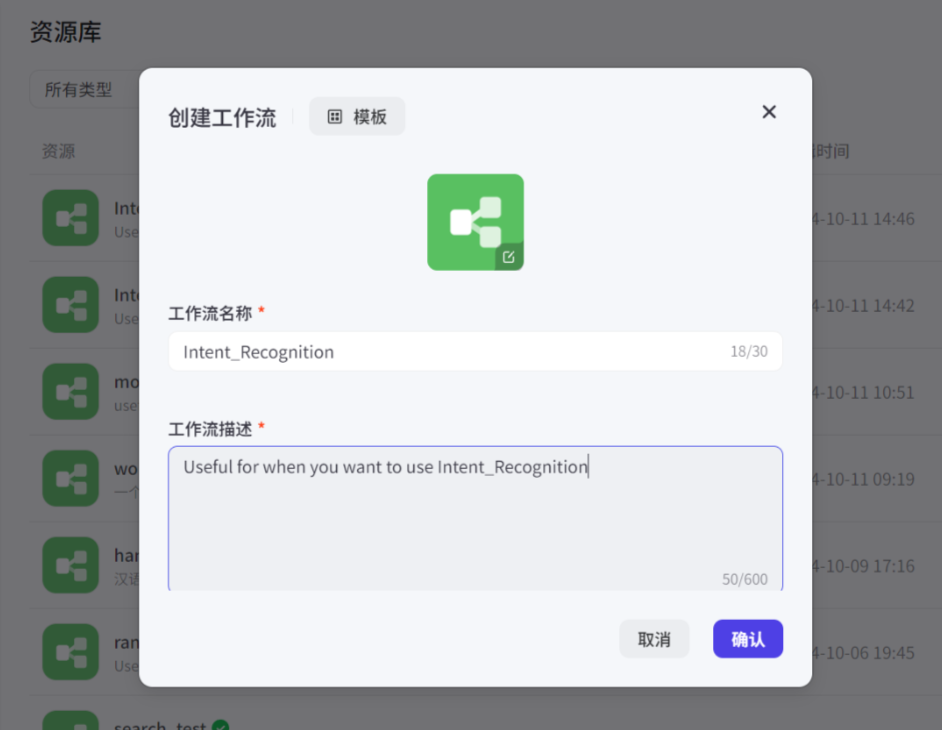 资源库
所有类型
资源
时间
创建工作流
模板
工作流名称 *
Intent_Recognition
18/30
工作流描述 *
Useful for when you want to use Intent_Recognition
50/600
取消
确认
Inte
Use
4-10-11 14:46
Inte
Use
4-10-11 14:42
mo
use
4-10-11 10:51
wo
一个
4-10-11 09:19
han
汉语
4-10-09 17:16
ran
Use
4-10-06 19:45
search_test